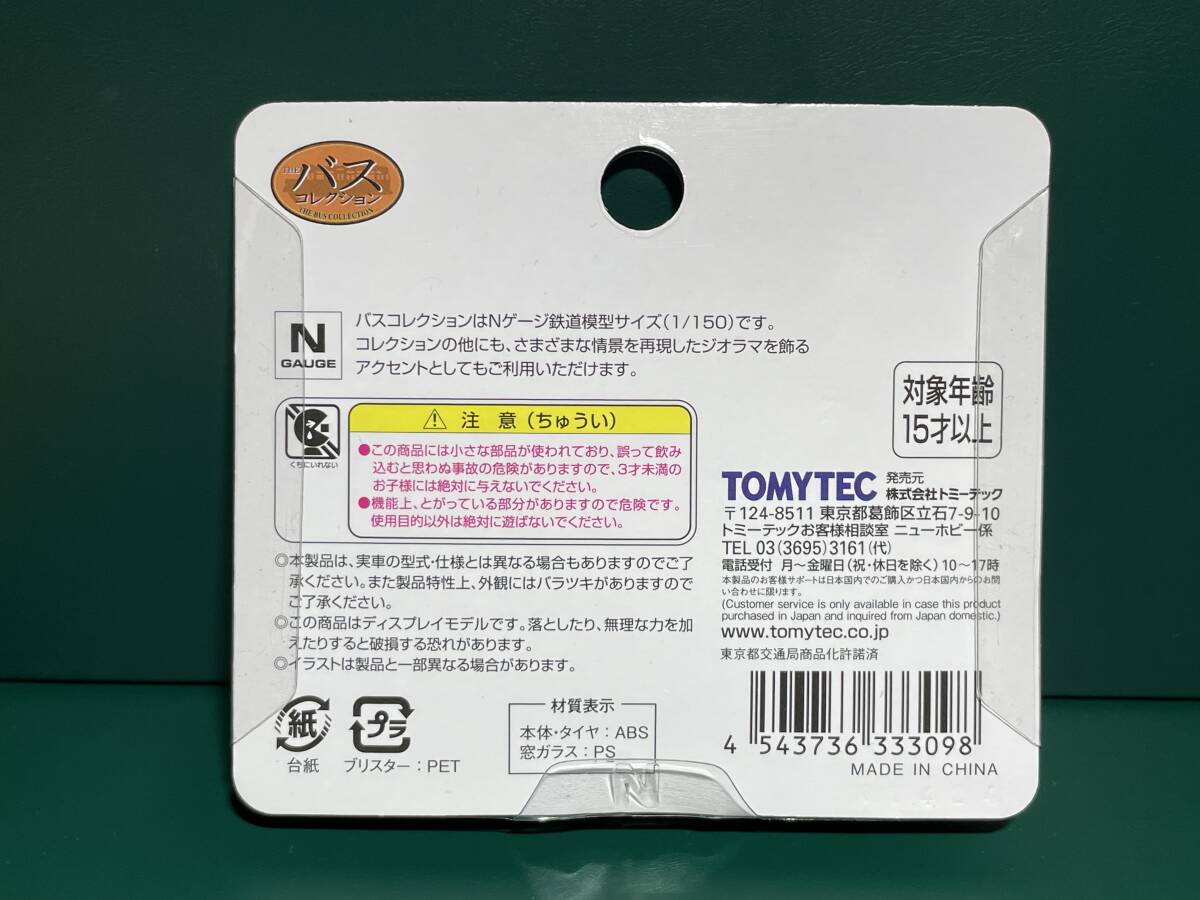 THE
バス
コレクション
THE BUS COLLECTION
N
GAUGE
バスコレクションはNゲージ鉄道模型サイズ(1/150)です。
コレクションの他にも、さまざまな情景を再現したジオラマを飾る
アクセントとしてもご利用いただけます。
対象年齢
15才以上
くちにいれない
⚠ 注 意(ちゅうい)
●この商品には小さな部品が使われており、誤って飲み
込むと思わぬ事故の危険がありますので、3才未満の
お子様には絶対に与えないでください。
●機能上、とがっている部分がありますので危険です。
使用目的以外は絶対に遊ばないでください。
◎本製品は、実車の型式・仕様とは異なる場合もありますのでご了
承ください。また製品特性上、外観にはバラツキがありますので
ご了承ください。
◎この商品はディスプレイモデルです。落としたり、無理な力を加
えたりすると破損する恐れがあります。
◎イラストは製品と一部異なる場合があります。
TOMYTEC 発売元 株式会社トミーテック
〒124-8511 東京都葛飾区立石7-9-10
トミーテックお客様相談室 ニューホビー係
TEL 03(3695)3161(代)
電話受付 月~金曜日(祝・休日を除く)10~17時
本製品のお客様サポートは日本国内でのご購入かつ日本国内からのお問
い合わせに限ります。
(Customer service is only available in case this product
purchased in Japan and inquired from Japan domestic.)
www.tomytec.co.jp
東京都交通局商品化許諾済
紙
台紙
プラ
ブリスター:PET
材質表示
本体・タイヤ:ABS
窓ガラス:PS
N
4 543736 333098
MADE IN CHINA